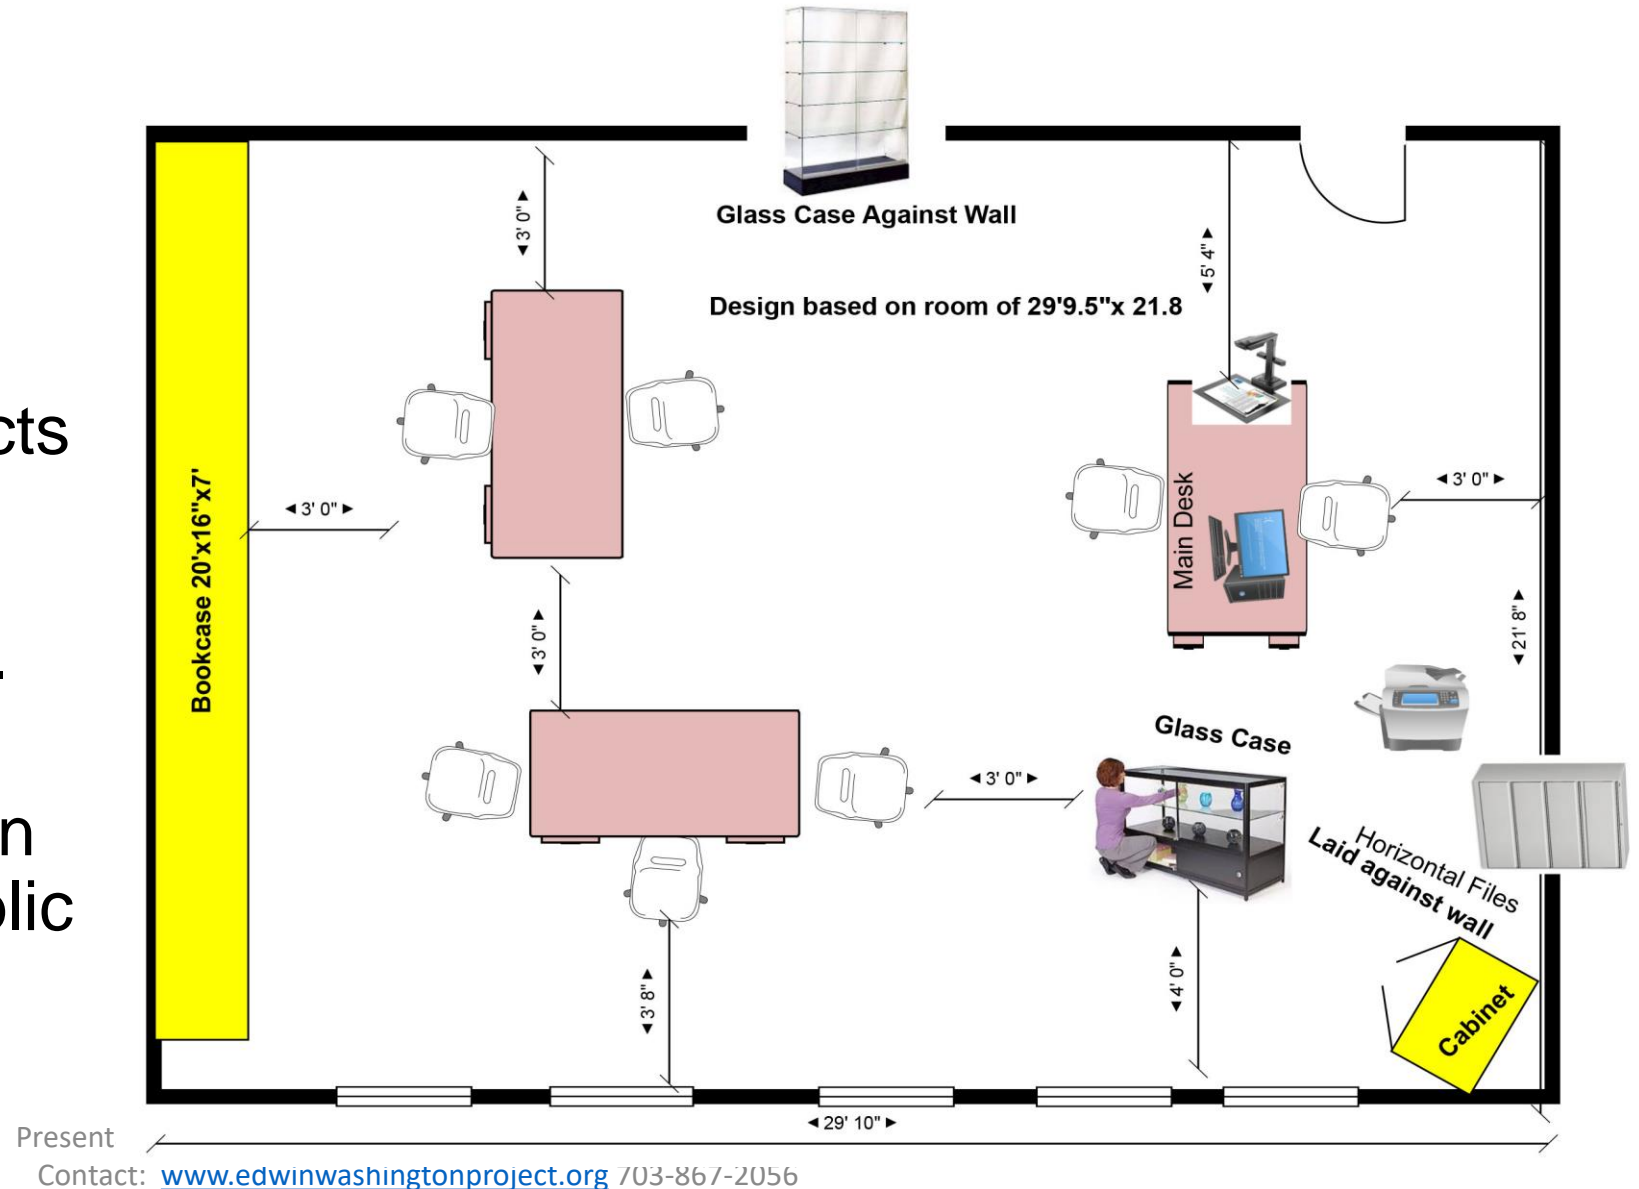 Glass Case Against Wall
◄3' 0"►
◄5' 4"►
Design based on room of 29'9.5"x 21.8
cts
Bookcase 20'x16"x7'
◄3' 0"►
Main Desk
◄3' 0"►
◄3' 0"►
◄21' 8"►
Glass Case
◄3' 0"►
n
Horizontal Files
Laid against wall
olic
◄3' 8"►
◄4' 0"►
Cabinet
◄29' 10"►
Present
Contact: www.edwinwashingtonproject.org 703-867-2056